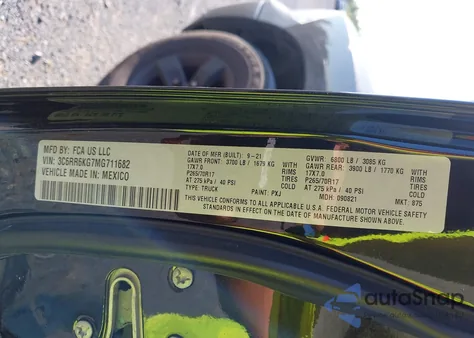 MFD BY: FCA US LLC
VIN: 3C6RR6KG7MG711682
VEHICLE MADE IN: MEXICO
DATE OF MFR (BUILT): 9-21
GAWR FRONT: 3700 LB / 1679 KG
17X7.0 RIMS
P265/70R17 TIRES
AT 275 kPa / 40 PSI COLD
TYPE: TRUCK PAINT: PXJ
GVWR: 6800 LB / 3085 KG
GAWR REAR: 3900 LB / 1770 KG
17X7.0 RIMS
P265/70R17 TIRES
AT 275 kPa / 40 PSI COLD
MDH: 090821 MKT: 875
THIS VEHICLE CONFORMS TO ALL APPLICABLE U.S.A. FEDERAL MOTOR VEHICLE SAFETY
STANDARDS IN EFFECT ON THE DATE OF MANUFACTURE SHOWN ABOVE.
autoSnap